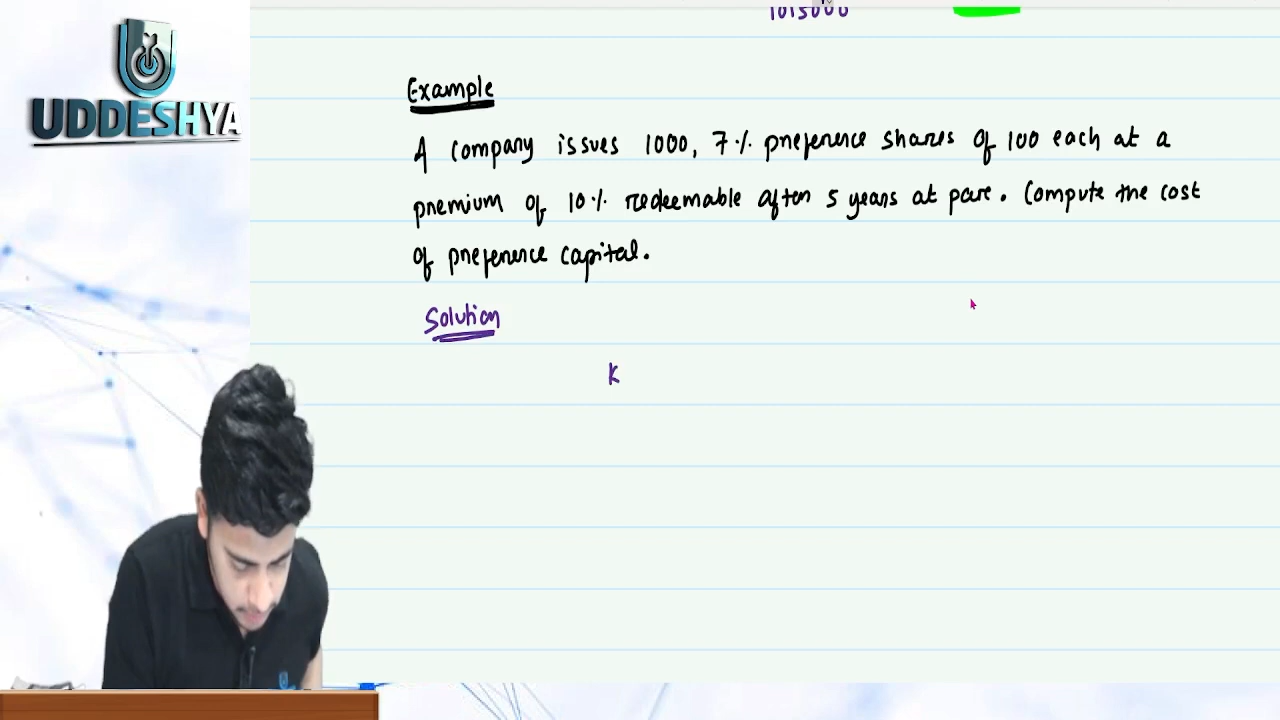 1015000
UDDESHYA
Example
A company issues 1000, 7% preference shares of 100 each at a
premium of 10% redeemable after 5 years at par. Compute the cost
of preference capital.
Solution
K